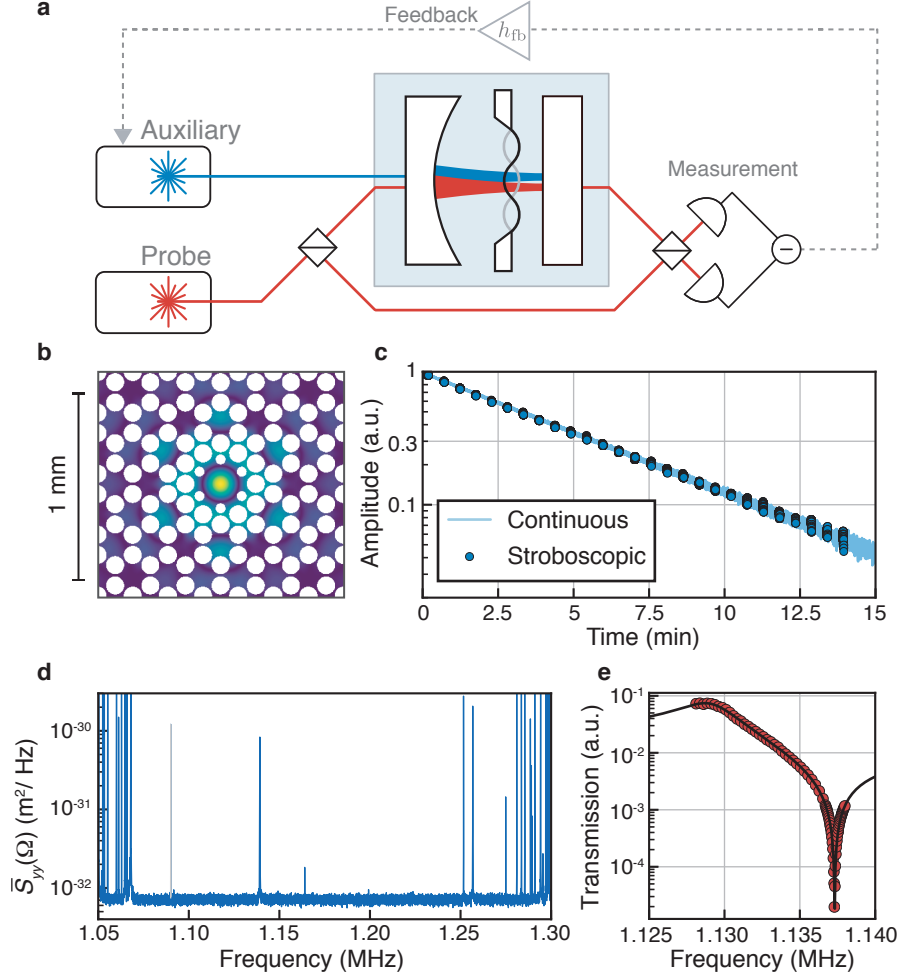 a
Feedback
h_fb
Auxiliary
Measurement
Probe
−
b
1 mm
c
Amplitude (a.u.)
1
0.3
0.1
Continuous
Stroboscopic
0 2.5 5 7.5 10 12.5 15
Time (min)
d
S̅_yy(Ω) (m²/ Hz)
10⁻³⁰
10⁻³¹
10⁻³²
1.05 1.10 1.15 1.20 1.25 1.30
Frequency (MHz)
e
Transmission (a.u.)
10⁻¹
10⁻²
10⁻³
10⁻⁴
1.125 1.130 1.135 1.140
Frequency (MHz)